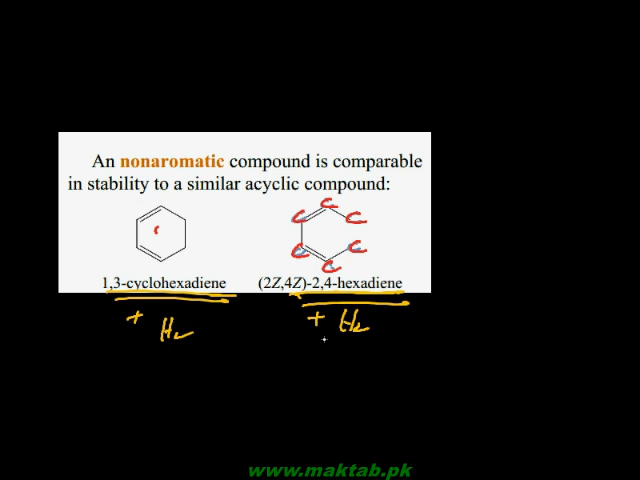 An nonaromatic compound is comparable
in stability to a similar acyclic compound:
C
C C
C
C C
C
1,3-cyclohexadiene (2Z,4Z)-2,4-hexadiene
+ H₂ + H₂
www.maktab.pk